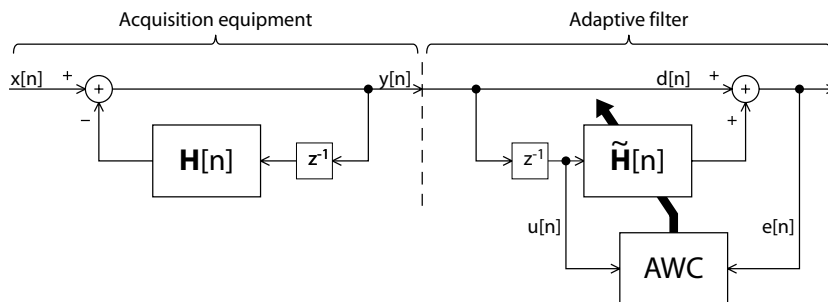 Acquisition equipment
Adaptive filter
x[n]
+
+
−
y[n]
d[n]
+
+
+
H[n]
z⁻¹
z⁻¹
H̃[n]
u[n]
e[n]
AWC